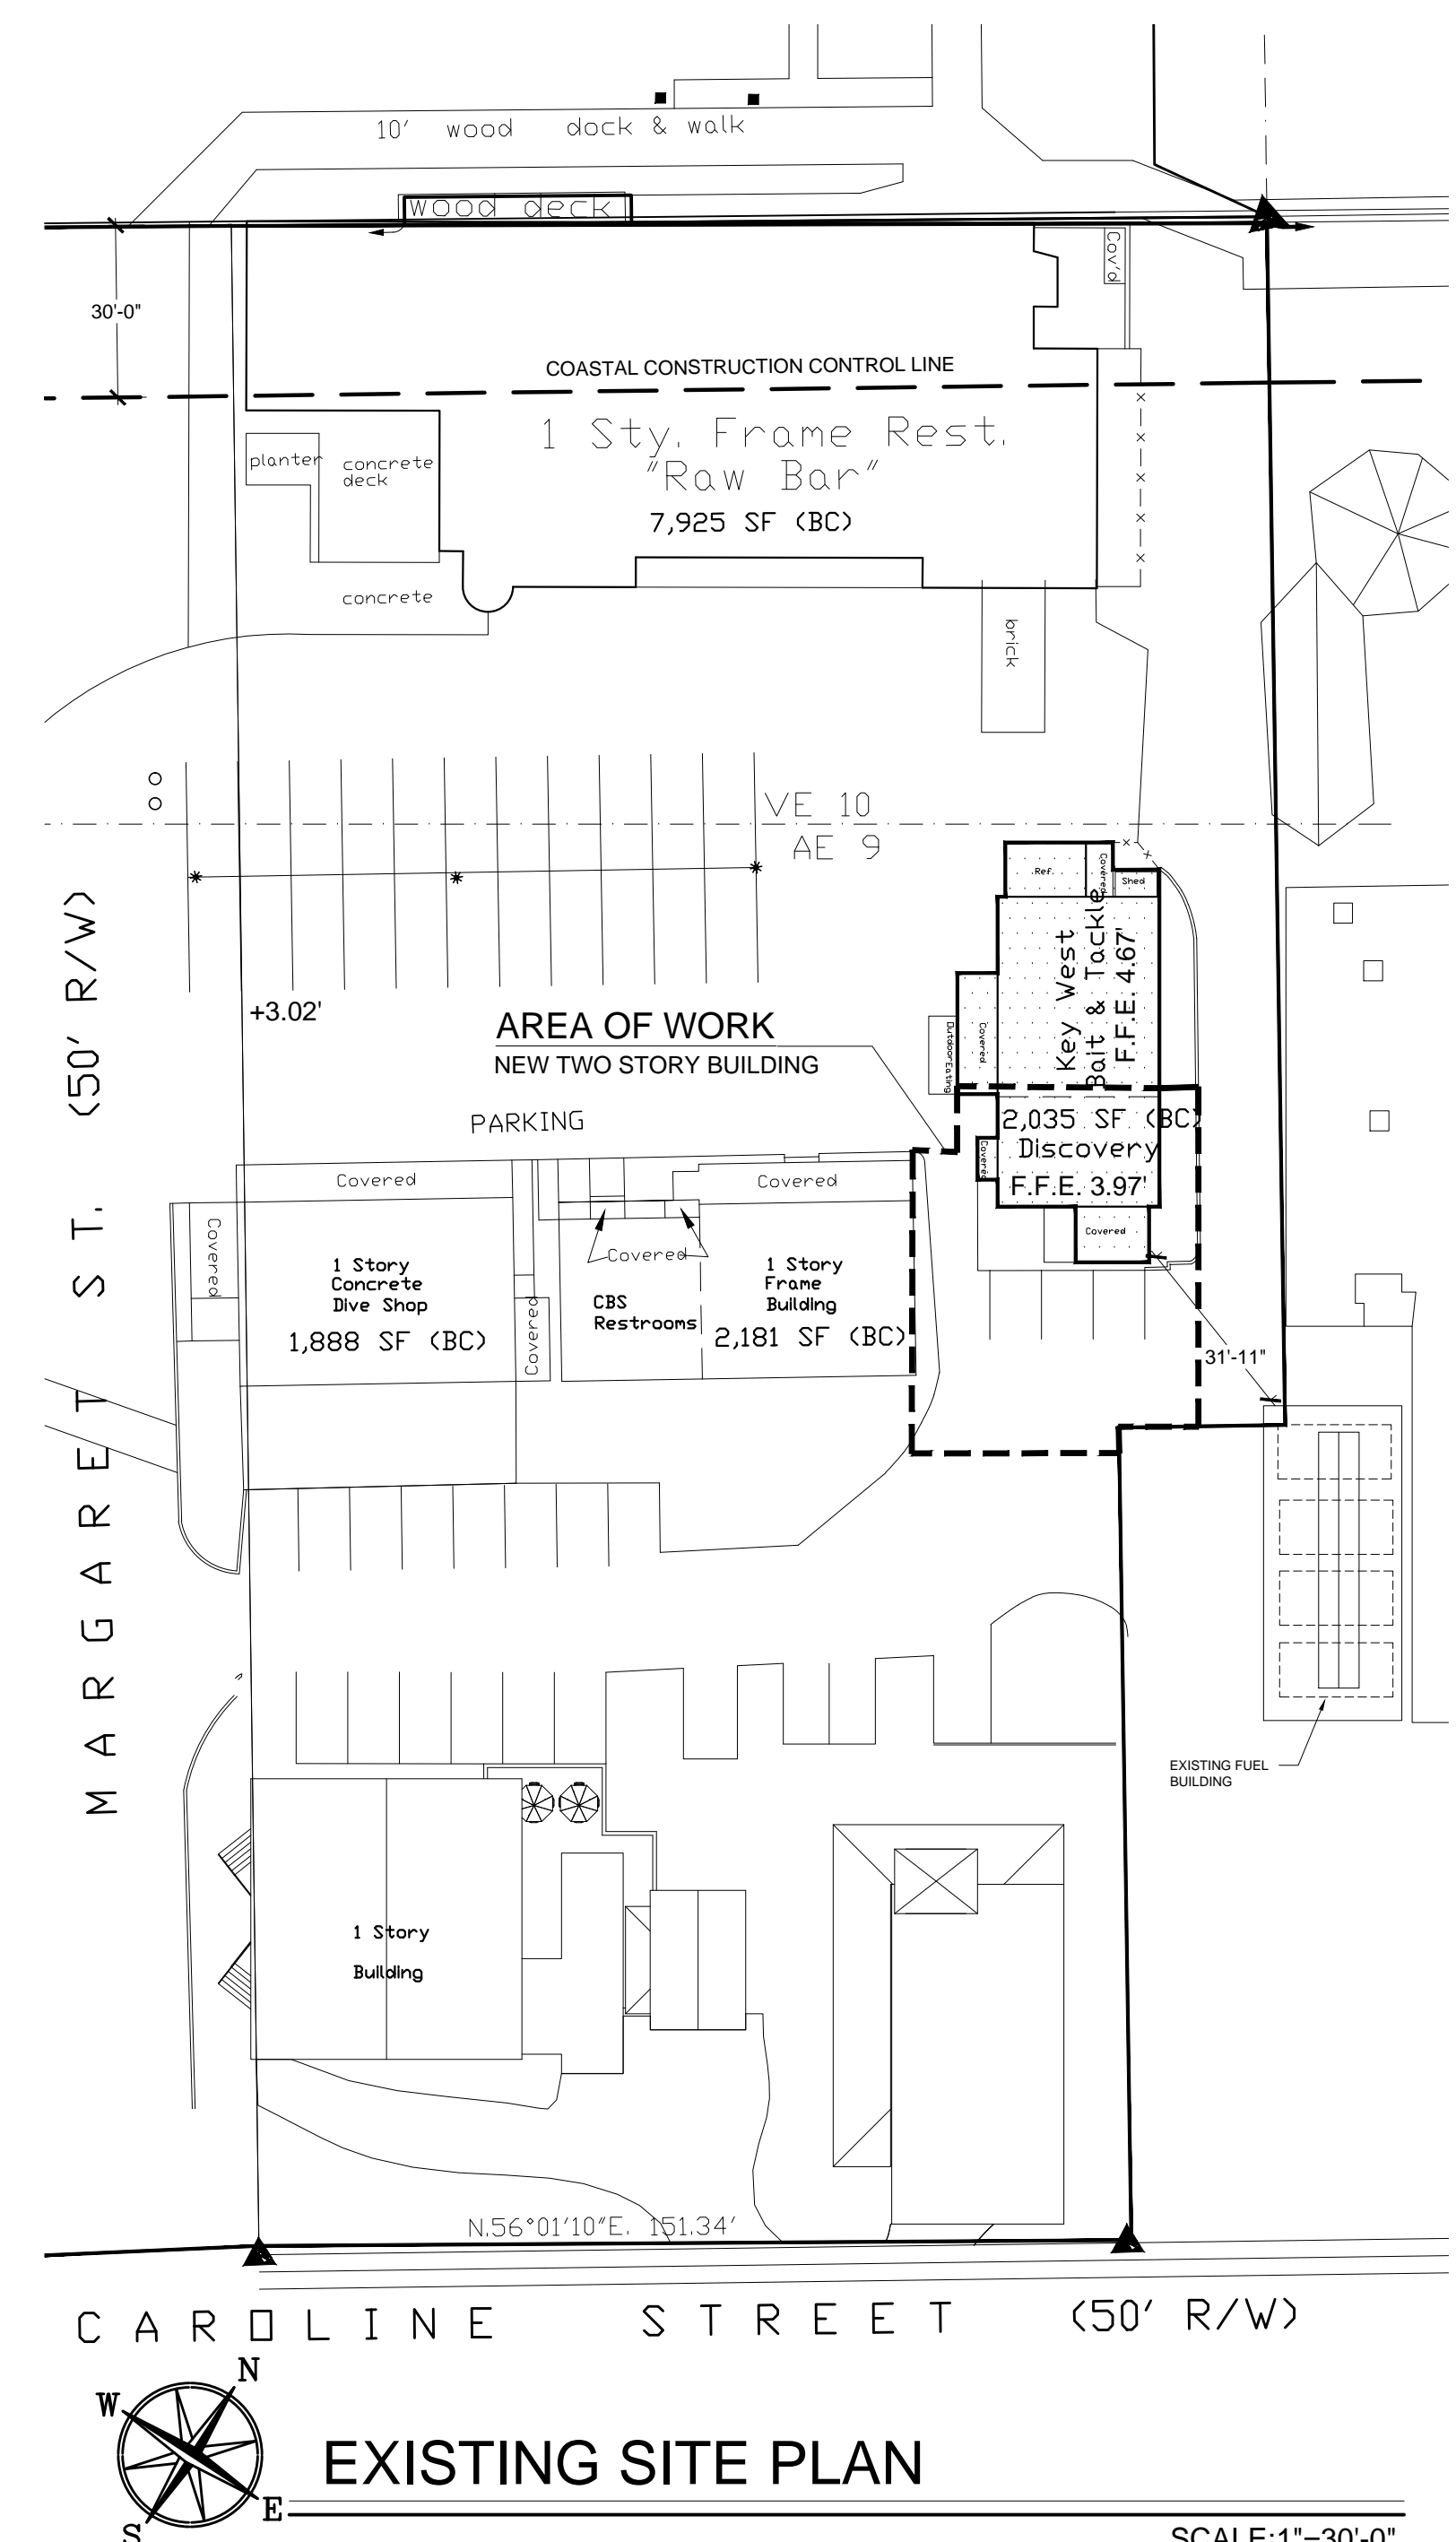 10' wood dock & walk
wood deck
Cov'd
30'-0"
COASTAL CONSTRUCTION CONTROL LINE
1 Sty. Frame Rest.
"Raw Bar"
7,925 SF (BC)
planter
concrete
deck
concrete
brick
VE 10
AE 9
Ref.
Covered
Shed
Key West
Bait & Tackle
F.F.E. 4.67'
+3.02'
AREA OF WORK
NEW TWO STORY BUILDING
Outdoor Eating
Covered
PARKING
2,035 SF (BC)
Discovery
F.F.E. 3.97'
Covered
Covered
Covered
Covered
Covered
Covered
1 Story
Concrete
Dive Shop
1,888 SF (BC)
Covered
CBS
Restrooms
1 Story
Frame
Building
2,181 SF (BC)
31'-11"
MARGARET ST. (50' R/W)
EXISTING FUEL
BUILDING
1 Story
Building
N.56°01'10"E. 151.34'
CAROLINE STREET (50' R/W)
N
W
E
S
EXISTING SITE PLAN
SCALE:1"=30'-0"